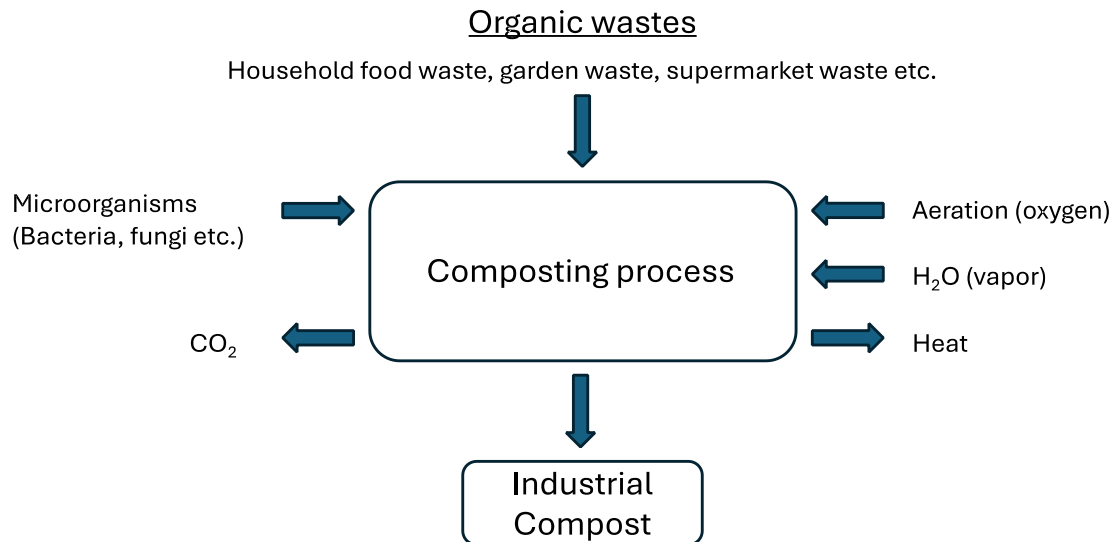 Organic wastes
Household food waste, garden waste, supermarket waste etc.
Microorganisms
(Bacteria, fungi etc.)
Aeration (oxygen)
Composting process
H₂O (vapor)
CO₂
Heat
Industrial
Compost